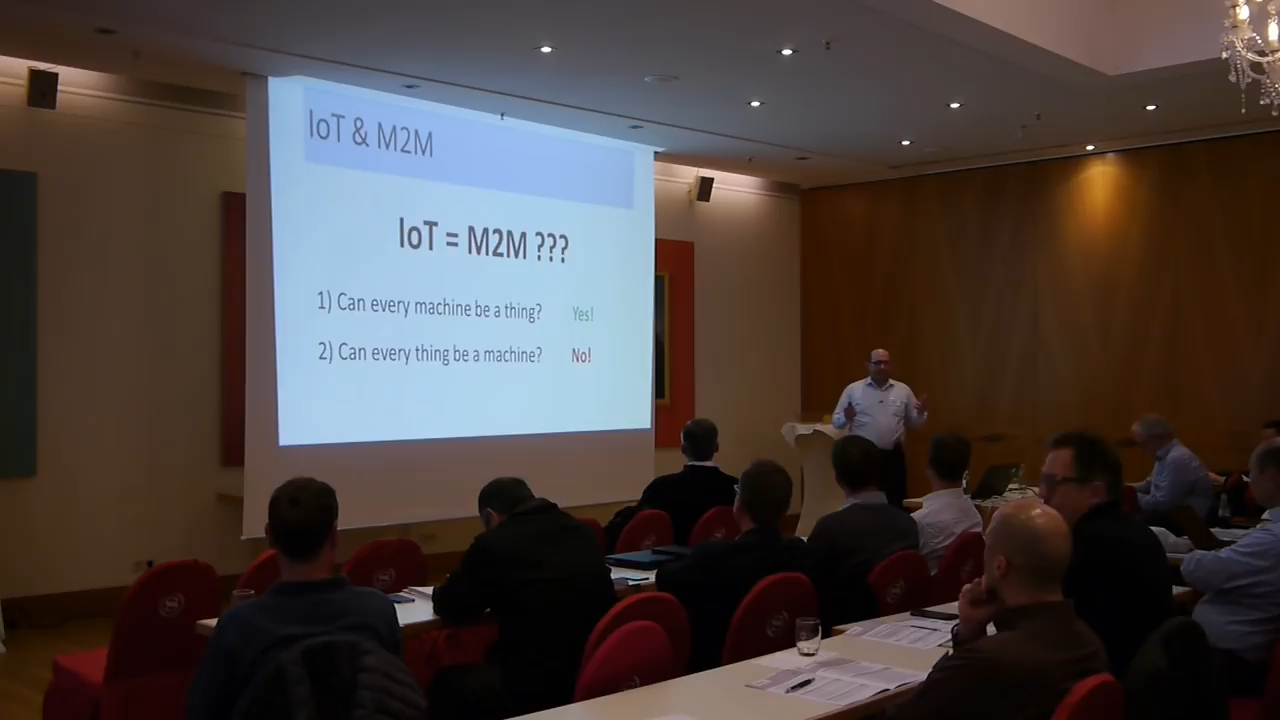 IoT & M2M
IoT = M2M ???
1) Can every machine be a thing? Yes!
2) Can every thing be a machine? No!